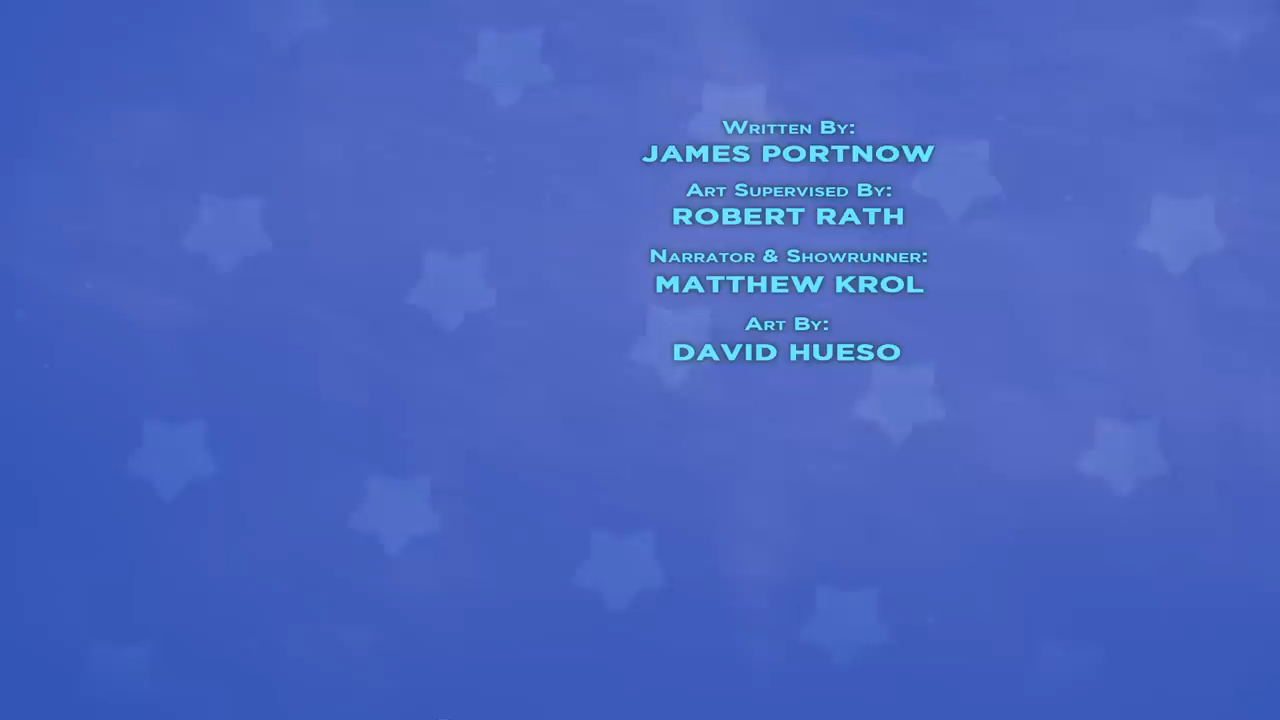 Written By:
JAMES PORTNOW
Art Supervised By:
ROBERT RATH
Narrator & Showrunner:
MATTHEW KROL
Art By:
DAVID HUESO